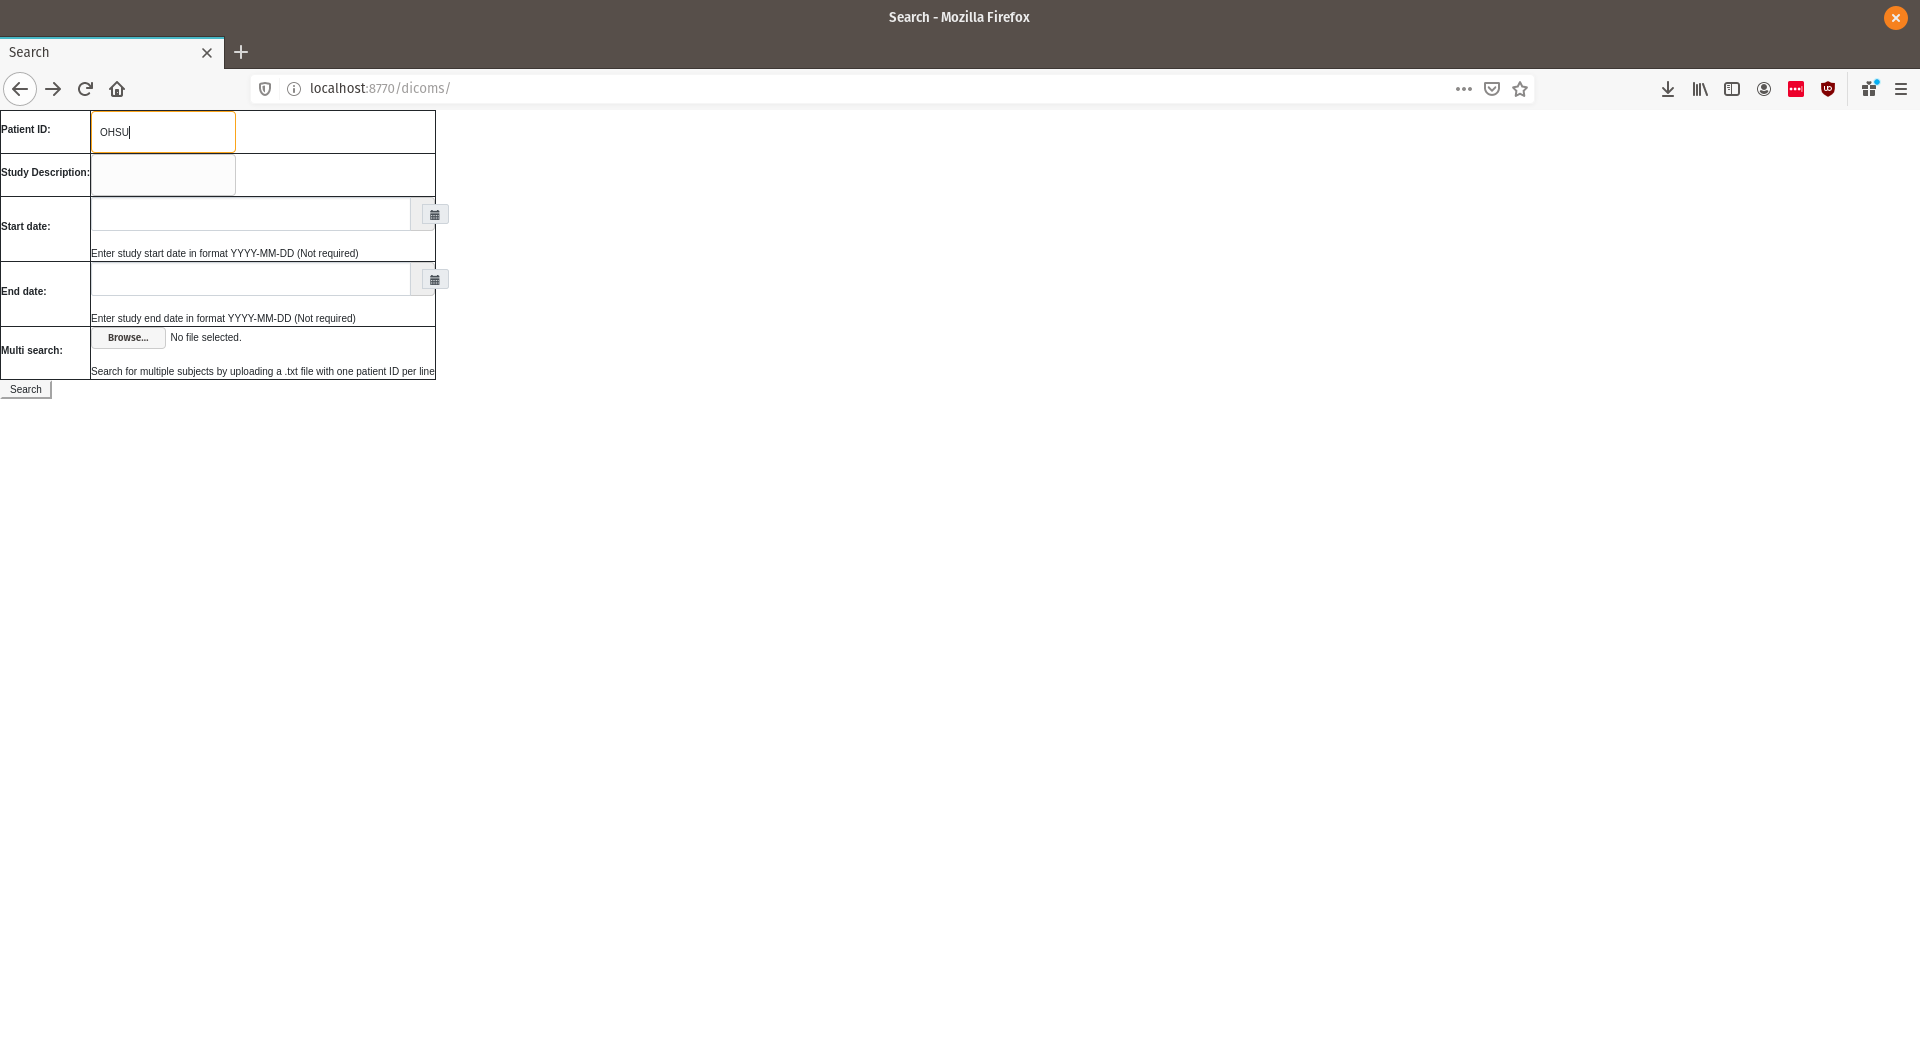 Search - Mozilla Firefox
Search
localhost:8770/dicoms/
Patient ID:
OHSU
Study Description:
Start date:
Enter study start date in format YYYY-MM-DD (Not required)
End date:
Enter study end date in format YYYY-MM-DD (Not required)
Multi search:
Browse... No file selected.
Search for multiple subjects by uploading a .txt file with one patient ID per line
Search